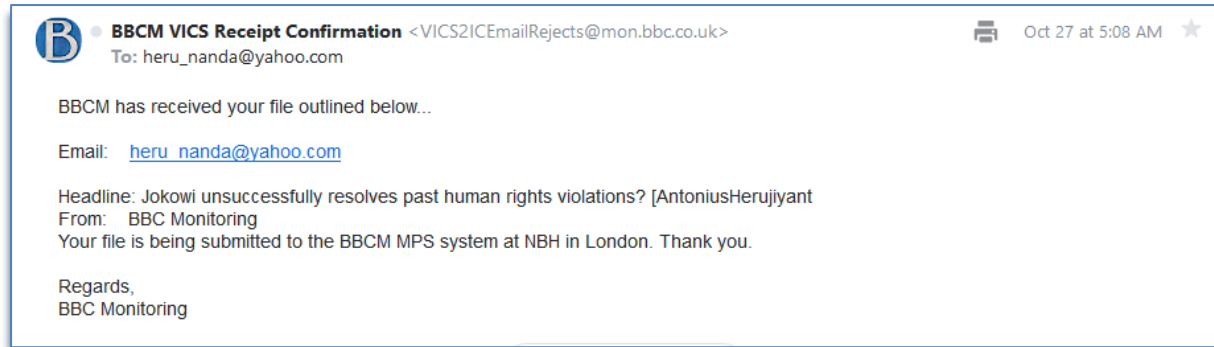 BBCM VICS Receipt Confirmation <VICS2ICEmailRejects@mon.bbc.co.uk> Oct 27 at 5:08 AM
To: heru_nanda@yahoo.com
BBCM has received your file outlined below...
Email: heru_nanda@yahoo.com
Headline: Jokowi unsuccessfully resolves past human rights violations? [AntoniusHerujiyant
From: BBC Monitoring
Your file is being submitted to the BBCM MPS system at NBH in London. Thank you.
Regards,
BBC Monitoring